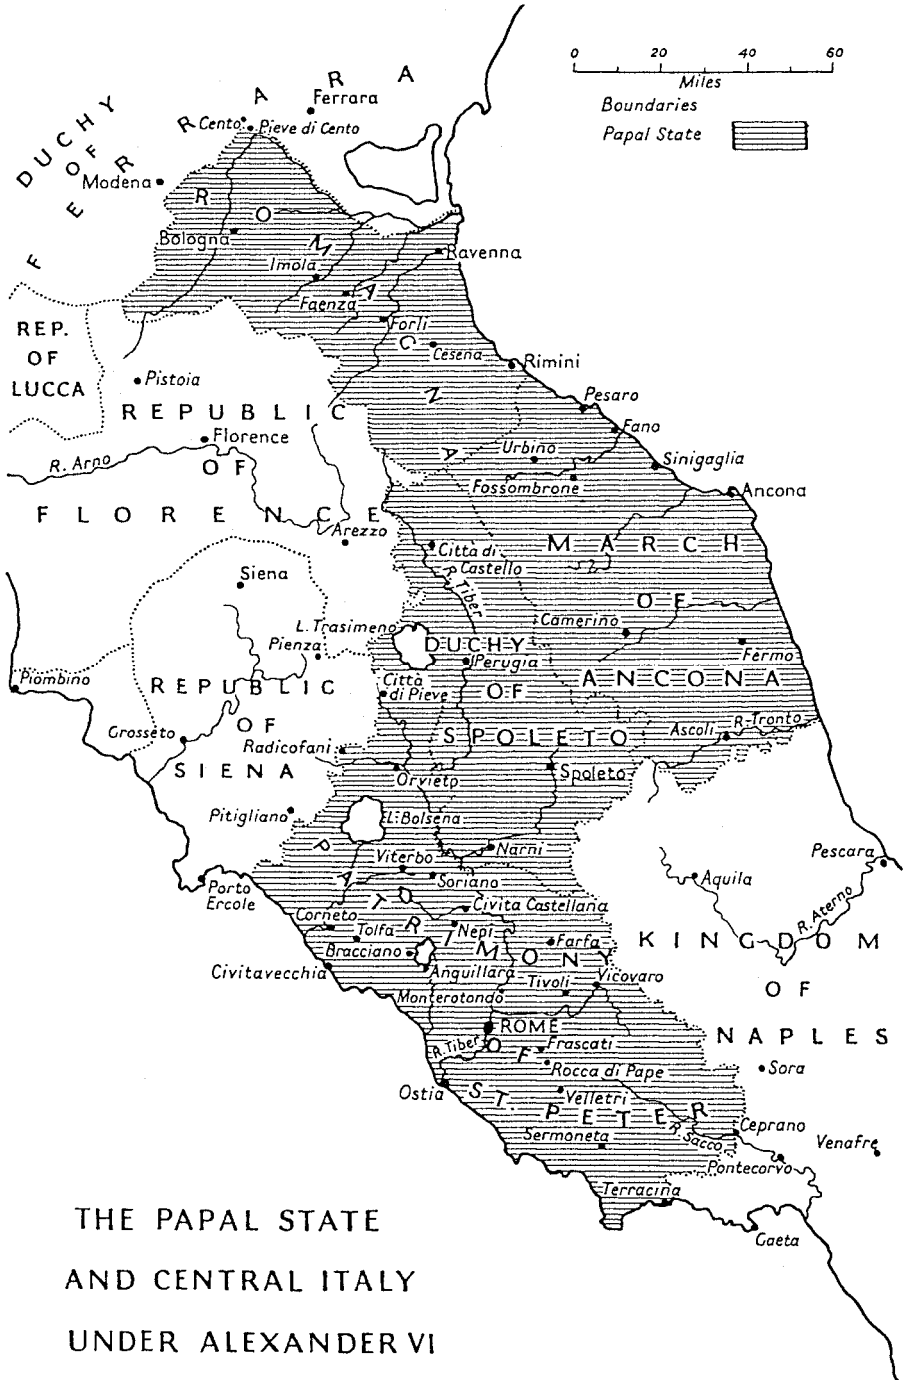 0 20 40 60
Miles
Boundaries
Papal State
DUCHY
OF
FERRARA
Ferrara
Cento
Pieve di Cento
Modena
ROMAGNA
Bologna
Imola
Ravenna
Faenza
Forlì
Cesena
Rimini
REP.
OF
LUCCA
Pistoia
REPUBLIC
OF
FLORENCE
Florence
R. Arno
Pesaro
Fano
Urbino
Sinigaglia
Fossombrone
Ancona
Arezzo
MARCH
OF
ANCONA
Città di
Castello
R. Tiber
Siena
Camerino
L. Trasimeno
Pienza
DUCHY
OF
SPOLETO
Perugia
Fermo
Piombino
REPUBLIC
OF
SIENA
Città
di Pieve
Grosseto
Radicofani
Ascoli
R. Tronto
Orvieto
Spoleto
Pitigliano
L. Bolsena
Narni
Viterbo
Pescara
Porto
Ercole
Soriano
Aquila
PATRIMONY
OF
ST. PETER
Civita Castellana
R. Aterno
Corneto
Tolfa
Nepi
Farfa
KINGDOM
OF
NAPLES
Bracciano
Civitavecchia
Anguillara
Tivoli
Vicovaro
Monterotondo
ROME
R. Tiber
Frascati
Rocca di Pape
Sora
Ostia
Velletri
R. Sacco
Ceprano
Sermoneta
Venafre
Pontecorvo
Terracina
Gaeta
THE PAPAL STATE
AND CENTRAL ITALY
UNDER ALEXANDER VI